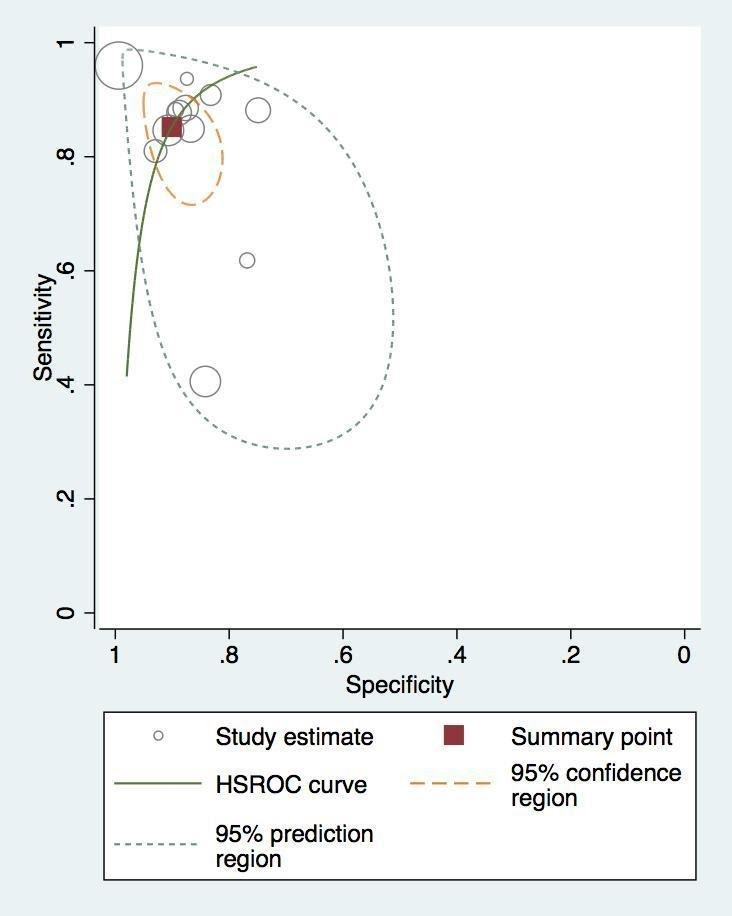 1
.8
.6
.4
.2
0
Sensitivity
1
.8
.6
.4
.2
0
Specificity
Study estimate
Summary point
HSROC curve
95% confidence
region
95% prediction
region